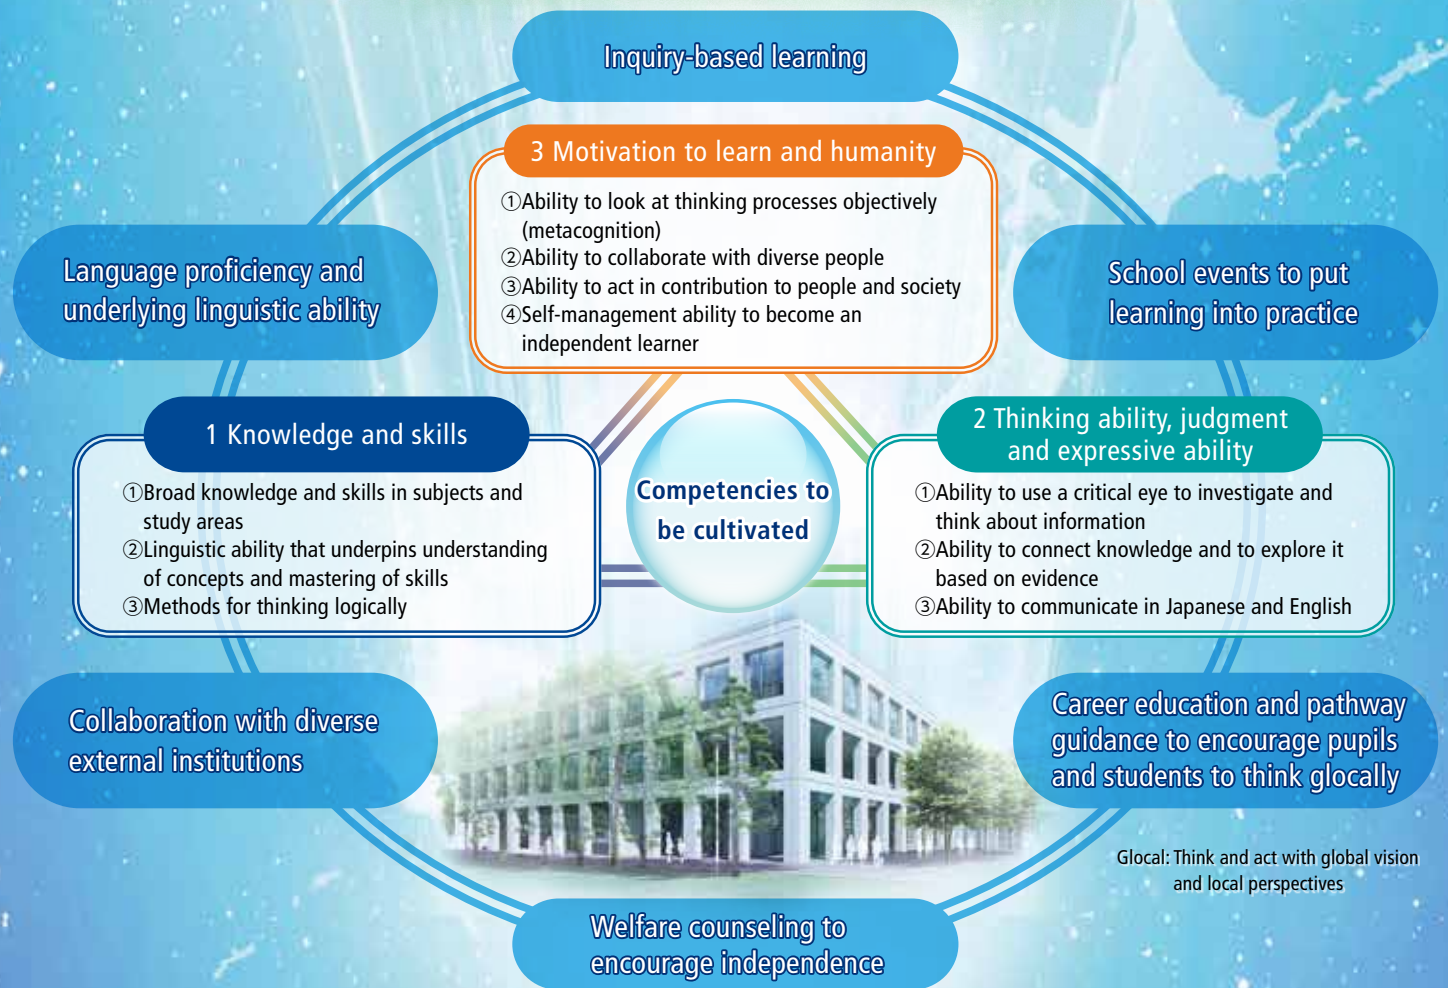 Inquiry-based learning
3 Motivation to learn and humanity
①Ability to look at thinking processes objectively
(metacognition)
②Ability to collaborate with diverse people
③Ability to act in contribution to people and society
④Self-management ability to become an
independent learner
Language proficiency and
underlying linguistic ability
School events to put
learning into practice
1 Knowledge and skills
①Broad knowledge and skills in subjects and
study areas
②Linguistic ability that underpins understanding
of concepts and mastering of skills
③Methods for thinking logically
Competencies to
be cultivated
2 Thinking ability, judgment
and expressive ability
①Ability to use a critical eye to investigate and
think about information
②Ability to connect knowledge and to explore it
based on evidence
③Ability to communicate in Japanese and English
Collaboration with diverse
external institutions
Career education and pathway
guidance to encourage pupils
and students to think glocally
Glocal: Think and act with global vision
and local perspectives
Welfare counseling to
encourage independence